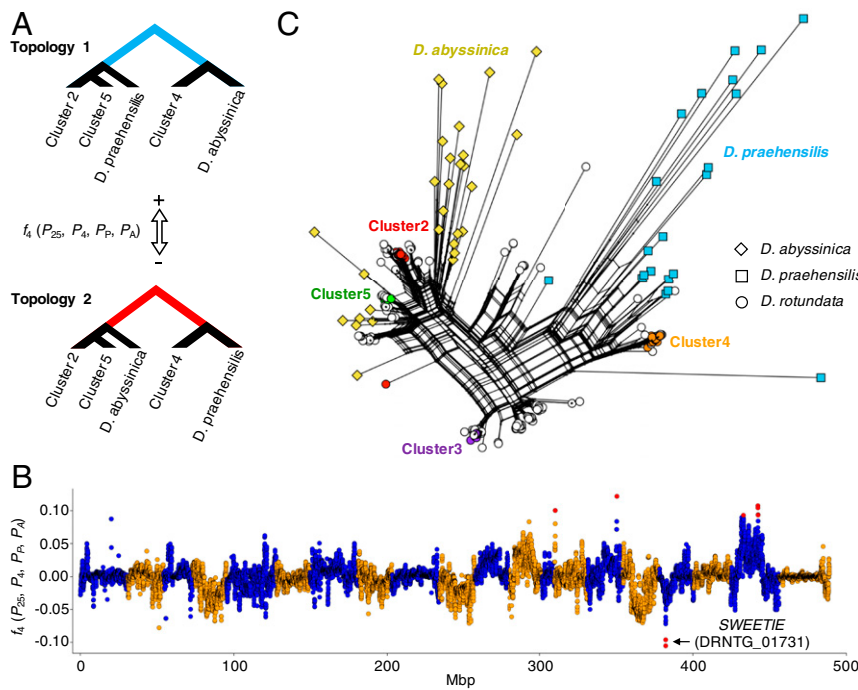 A
Topology 1
Cluster 2
Cluster 5
D. praehensilis
Cluster 4
D. abyssinica
+
f4 (P25, P4, PP, PA)
-
Topology 2
Cluster 2
Cluster 5
D. abyssinica
Cluster 4
D. praehensilis
C
D. abyssinica
D. praehensilis
Cluster2
Cluster5
Cluster4
Cluster3
D. abyssinica
D. praehensilis
D. rotundata
B
f4 (P25, P4, PP, PA)
0.10
0.05
0.00
-0.05
-0.10
SWEETIE
(DRNTG_01731)
0
100
200
300
400
500
Mbp